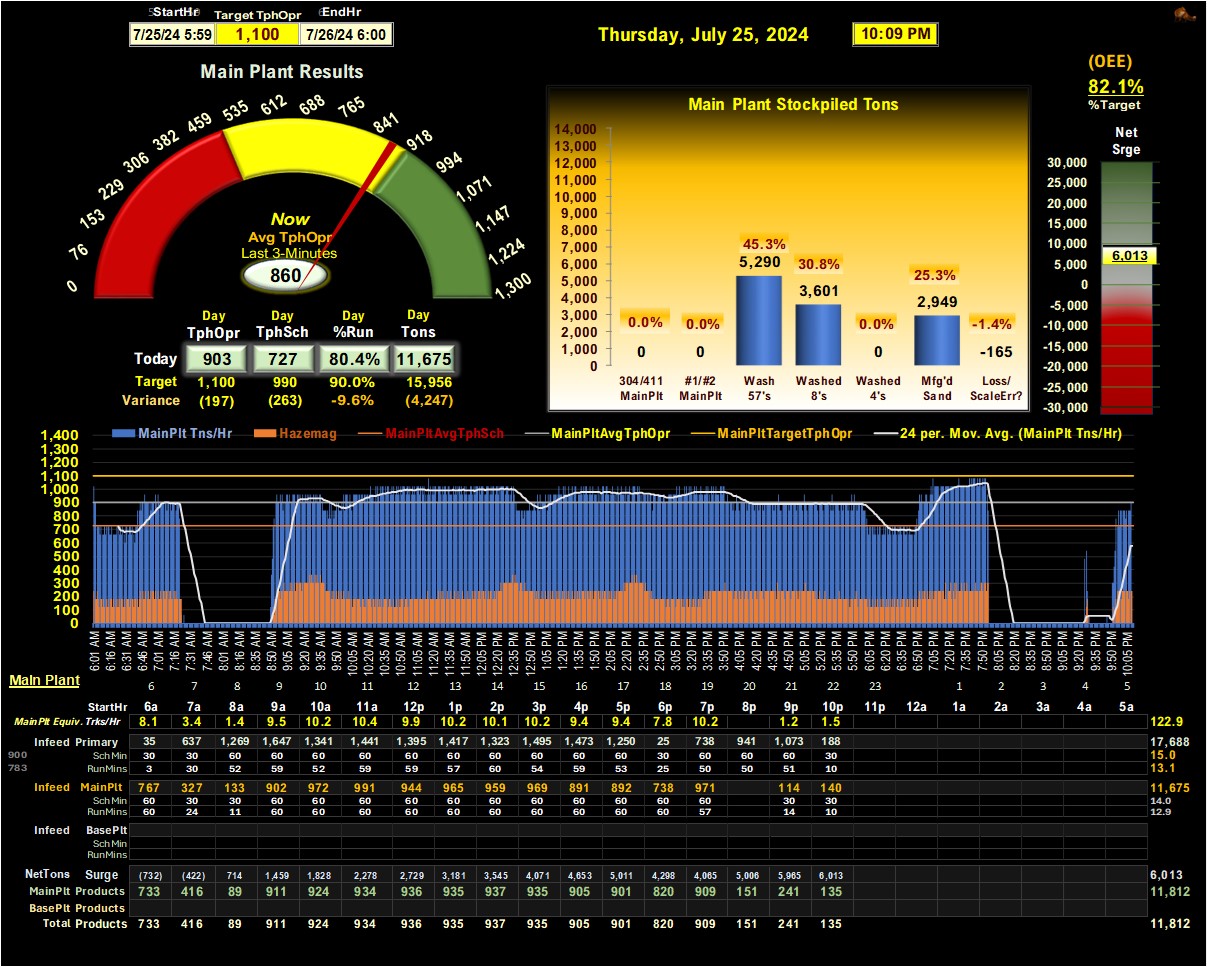 StartHr Target TphOpr EndHr
7/25/24 5:59 1,100 7/26/24 6:00
Thursday, July 25, 2024 10:09 PM
(OEE)
82.1%
%Target
Main Plant Results
0 76 153 229 306 382 459 535 612 688 765 841 918 994 1,071 1,147 1,224 1,300
Now
Avg TphOpr
Last 3-Minutes
860
Day Day Day Day
TphOpr TphSch %Run Tons
Today 903 727 80.4% 11,675
Target 1,100 990 90.0% 15,956
Variance (197) (263) -9.6% (4,247)
Main Plant Stockpiled Tons
14,000
13,000
12,000
11,000
10,000
9,000
8,000
7,000
6,000
5,000
4,000
3,000
2,000
1,000
0
0.0% 0.0% 45.3% 30.8% 0.0% 25.3% -1.4%
0 0 5,290 3,601 0 2,949 -165
304/411 #1/#2 Wash Washed Washed Mfg'd Loss/
MainPlt MainPlt 57's 8's 4's Sand ScaleErr?
Net
Srge
30,000
25,000
20,000
15,000
10,000
5,000
0
-5,000
-10,000
-15,000
-20,000
-25,000
-30,000
6,013
MainPlt Tns/Hr Hazemag MainPltAvgTphSch MainPltAvgTphOpr MainPltTargetTphOpr 24 per. Mov. Avg. (MainPlt Tns/Hr)
1,400
1,300
1,200
1,100
1,000
900
800
700
600
500
400
300
200
100
0
6:01 AM 6:16 AM 6:31 AM 6:46 AM 7:01 AM 7:16 AM 7:31 AM 7:46 AM 8:01 AM 8:18 AM 8:35 AM 8:50 AM 9:05 AM 9:20 AM 9:35 AM 9:50 AM 10:05 AM 10:20 AM 10:35 AM 10:50 AM 11:05 AM 11:20 AM 11:35 AM 11:50 AM 12:05 PM 12:20 PM 12:35 PM 12:50 PM 1:05 PM 1:20 PM 1:35 PM 1:50 PM 2:05 PM 2:20 PM 2:35 PM 2:50 PM 3:05 PM 3:20 PM 3:35 PM 3:50 PM 4:05 PM 4:20 PM 4:35 PM 4:50 PM 5:05 PM 5:20 PM 5:35 PM 5:50 PM 6:05 PM 6:20 PM 6:35 PM 6:50 PM 7:05 PM 7:20 PM 7:35 PM 7:50 PM 8:05 PM 8:20 PM 8:35 PM 8:50 PM 9:05 PM 9:20 PM 9:35 PM 9:50 PM 10:05 PM
Main Plant 6 7 8 9 10 11 12 13 14 15 16 17 18 19 20 21 22 23 1 2 3 4 5
StartHr 6a 7a 8a 9a 10a 11a 12p 1p 2p 3p 4p 5p 6p 7p 8p 9p 10p 11p 12a 1a 2a 3a 4a 5a
MainPlt Equiv. Trks/Hr 8.1 3.4 1.4 9.5 10.2 10.4 9.9 10.2 10.1 10.2 9.4 9.4 7.8 10.2 1.2 1.5 122.9
Infeed Primary 35 637 1,269 1,647 1,341 1,441 1,395 1,417 1,323 1,495 1,473 1,250 25 738 941 1,073 188 17,688
900 Sch Min 30 30 60 60 60 60 60 60 60 60 60 60 30 60 60 60 30 15.0
783 RunMins 3 30 52 59 52 59 59 57 60 54 59 53 25 50 50 51 10 13.1
Infeed MainPlt 767 327 133 902 972 991 944 965 959 969 891 892 738 971 114 140 11,675
Sch Min 60 30 30 60 60 60 60 60 60 60 60 60 60 60 30 30 14.0
RunMins 60 24 11 60 60 60 60 60 60 60 60 60 60 57 14 10 12.9
Infeed BasePlt
Sch Min
RunMins
NetTons Surge (732) (422) 714 1,459 1,828 2,278 2,729 3,181 3,545 4,071 4,653 5,011 4,298 4,065 5,006 5,965 6,013 6,013
MainPlt Products 733 416 89 911 924 934 936 935 937 935 905 901 820 909 151 241 135 11,812
BasePlt Products
Total Products 733 416 89 911 924 934 936 935 937 935 905 901 820 909 151 241 135 11,812